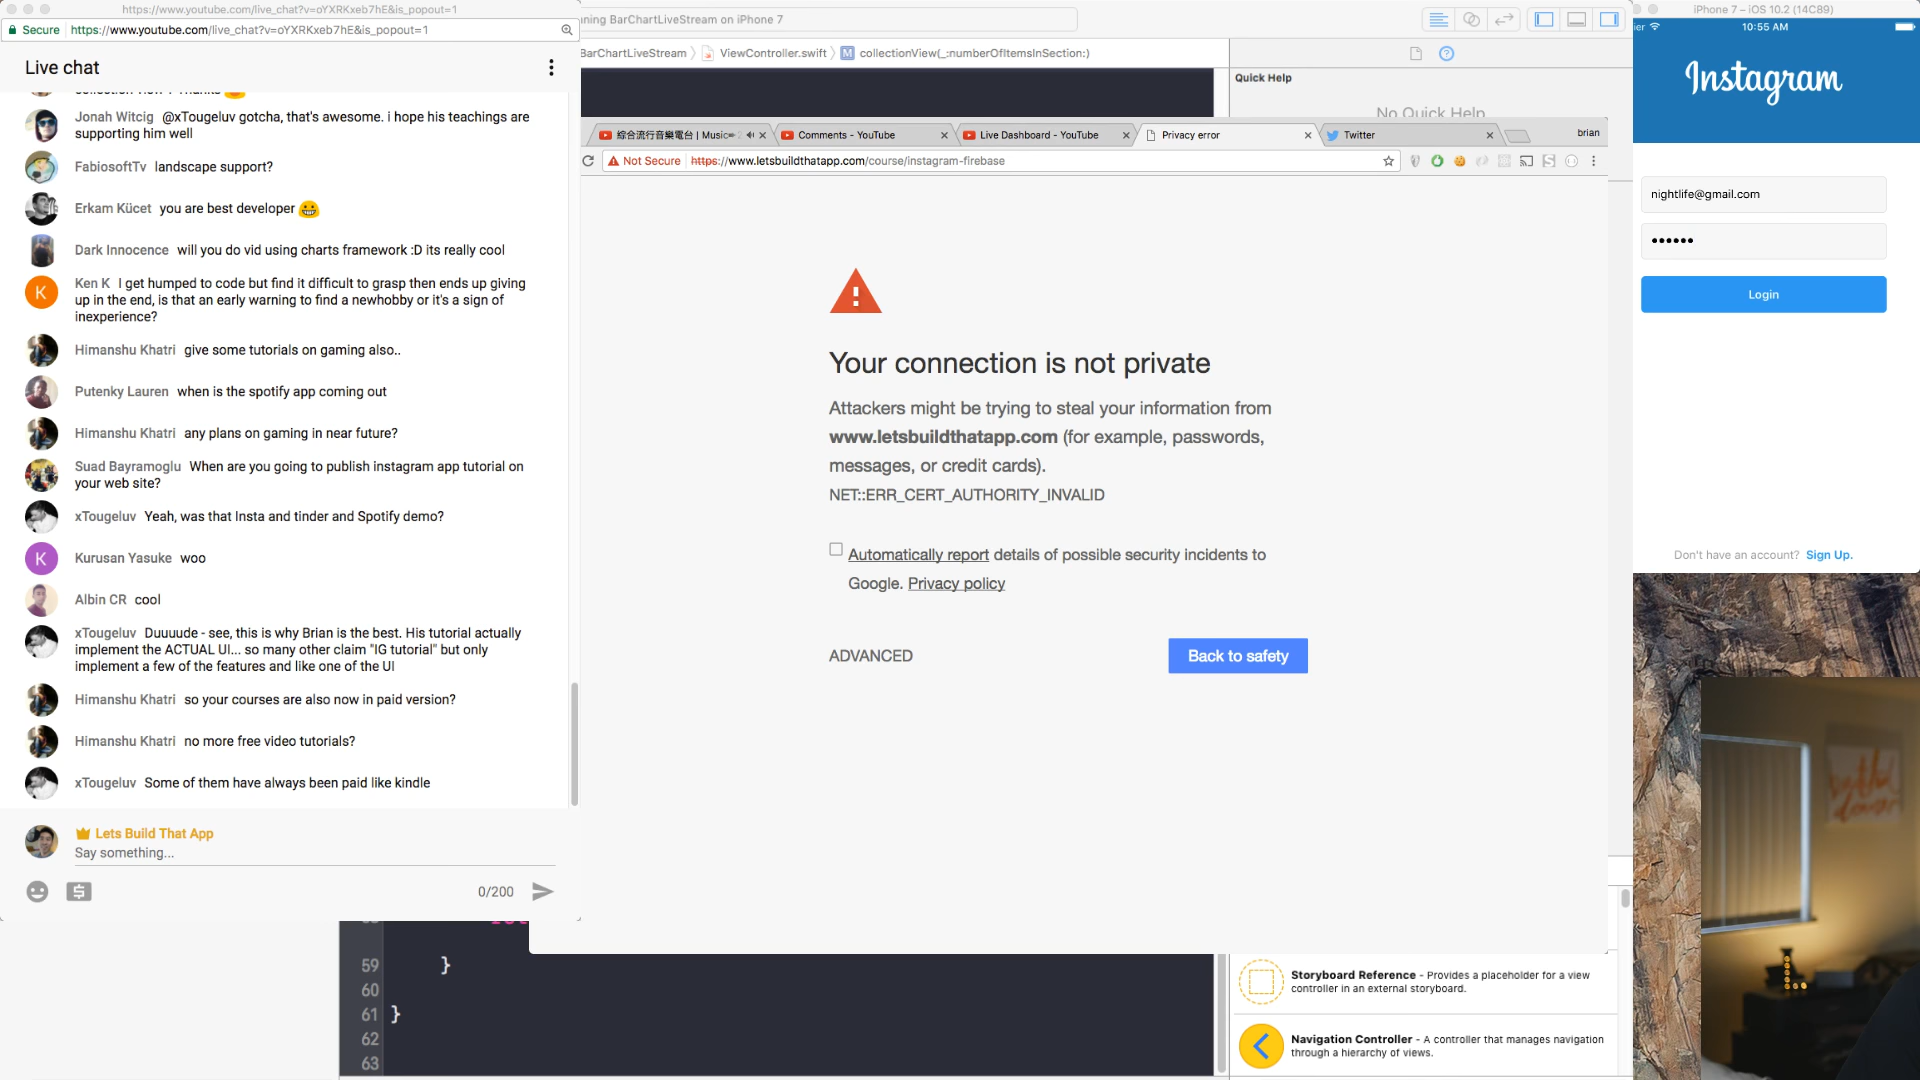 https://www.youtube.com/live_chat?v=oYXRKxeb7hE&is_popout=1
Secure https://www.youtube.com/live_chat?v=oYXRKxeb7hE&is_popout=1
Live chat
Jonah Witcig @xTougeluv gotcha, that's awesome. i hope his teachings are
supporting him well
FabiosoftTv landscape support?
Erkam Kücet you are best developer
Dark Innocence will you do vid using charts framework :D its really cool
Ken K I get humped to code but find it difficult to grasp then ends up giving
up in the end, is that an early warning to find a newhobby or it's a sign of
inexperience?
Himanshu Khatri give some tutorials on gaming also..
Putenky Lauren when is the spotify app coming out
Himanshu Khatri any plans on gaming in near future?
Suad Bayramoglu When are you going to publish instagram app tutorial on
your web site?
xTougeluv Yeah, was that Insta and tinder and Spotify demo?
K
Kurusan Yasuke woo
Albin CR cool
xTougeluv Duuuude - see, this is why Brian is the best. His tutorial actually
implement the ACTUAL UI... so many other claim "IG tutorial" but only
implement a few of the features and like one of the UI
Himanshu Khatri so your courses are also now in paid version?
Himanshu Khatri no more free video tutorials?
xTougeluv Some of them have always been paid like kindle
Lets Build That App
Say something...
0/200
ning BarChartLiveStream on iPhone 7
BarChartLiveStream ViewController.swift M collectionView(_:numberOfItemsInSection:)
Quick Help
No Quick Help
綜合流行音樂電台 | Music
Comments - YouTube
Live Dashboard - YouTube
Privacy error
Twitter
brian
Not Secure https://www.letsbuildthatapp.com/course/instagram-firebase
Your connection is not private
Attackers might be trying to steal your information from
www.letsbuildthatapp.com (for example, passwords,
messages, or credit cards).
NET::ERR_CERT_AUTHORITY_INVALID
Automatically report details of possible security incidents to
Google. Privacy policy
ADVANCED
Back to safety
59 }
60
61 }
62
63
Storyboard Reference - Provides a placeholder for a view
controller in an external storyboard.
Navigation Controller - A controller that manages navigation
through a hierarchy of views.
iPhone 7 – iOS 10.2 (14C89)
10:55 AM
Instagram
nightlife@gmail.com
••••••
Login
Don't have an account? Sign Up.